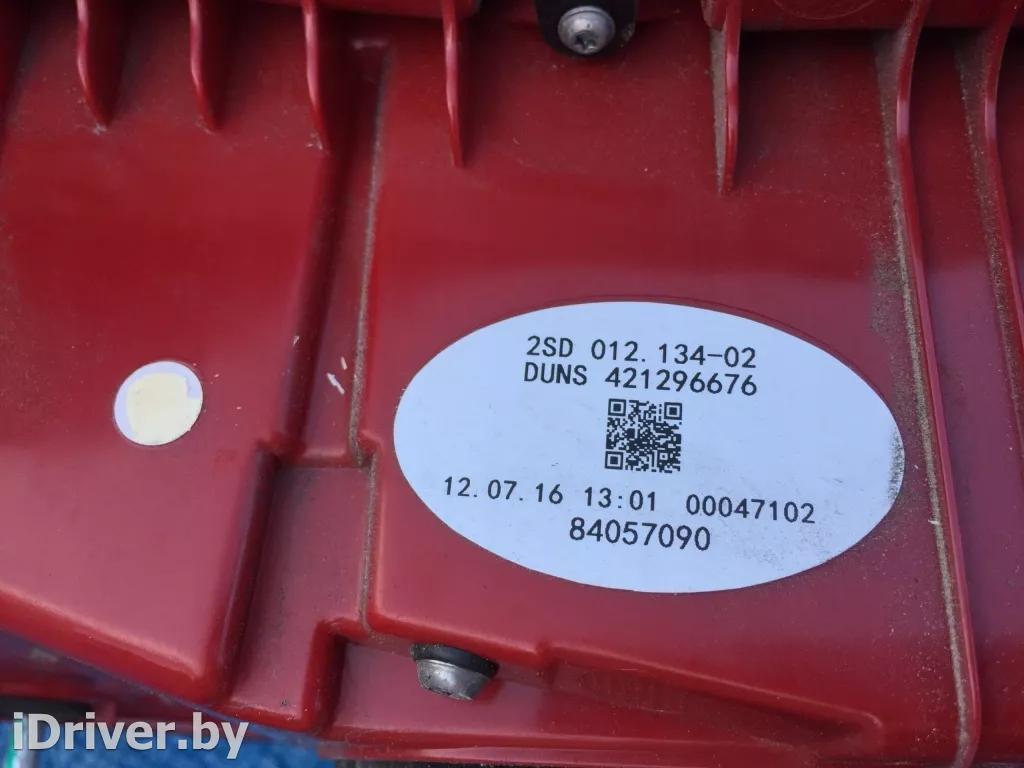 2SD 012.134-02
DUNS 421296676
12.07.16 13:01 00047102
84057090
iDriver.by